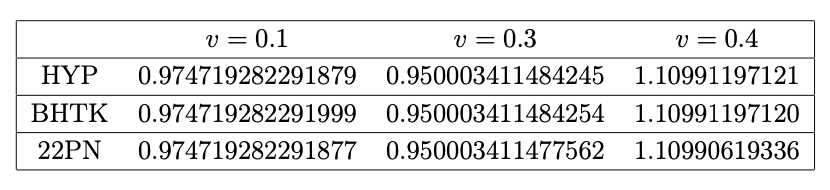 v = 0.1 v = 0.3 v = 0.4
HYP 0.974719282291879 0.950003411484245 1.10991197121
BHTK 0.974719282291999 0.950003411484254 1.10991197120
22PN 0.974719282291877 0.950003411477562 1.10990619336